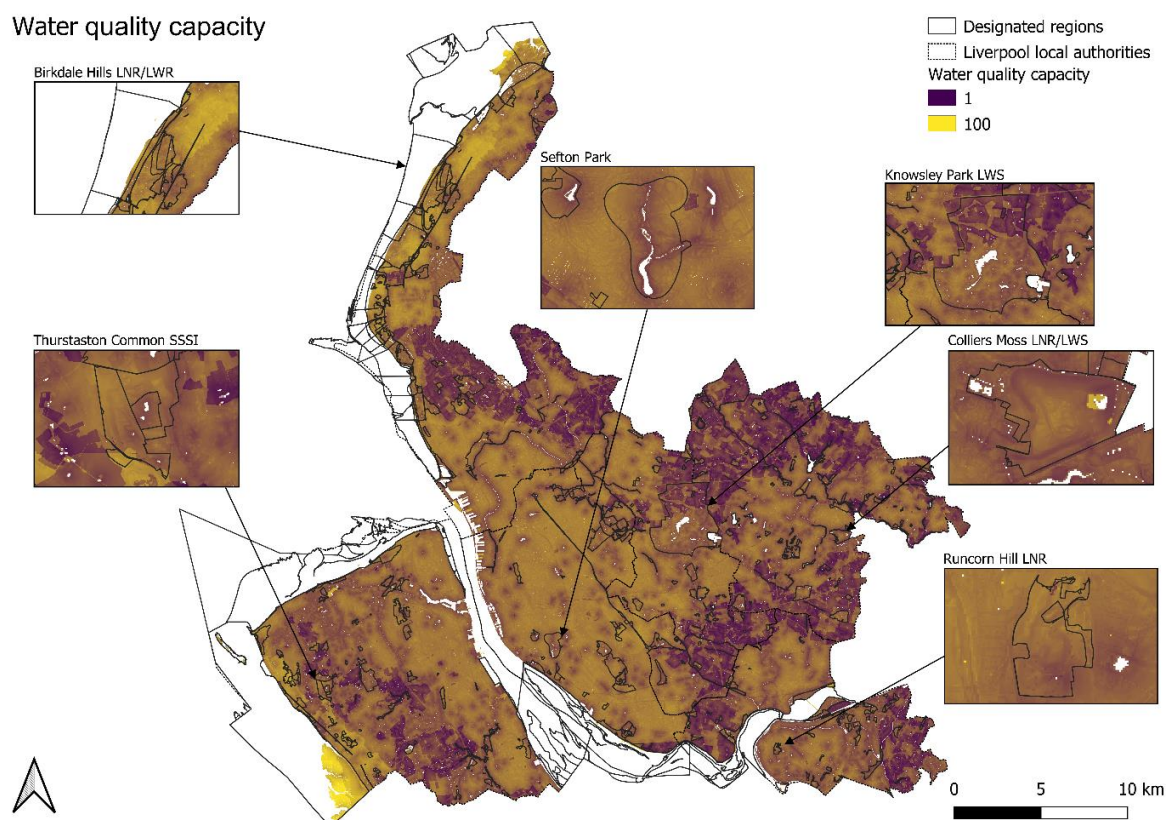 Water quality capacity
Designated regions
Liverpool local authorities
Water quality capacity
1
100
Birkdale Hills LNR/LWR
Sefton Park
Knowsley Park LWS
Thurstaston Common SSSI
Colliers Moss LNR/LWS
Runcorn Hill LNR
0 5 10 km